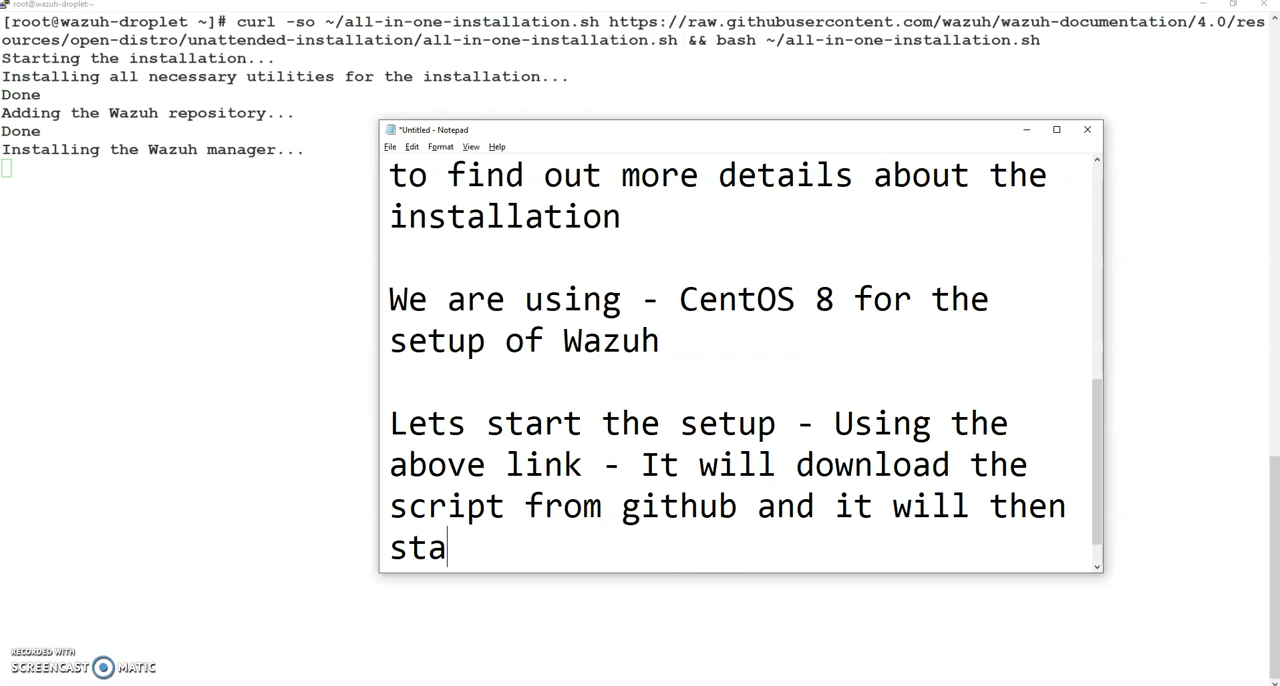 root@wazuh-droplet:~
[root@wazuh-droplet ~]# curl -so ~/all-in-one-installation.sh https://raw.githubusercontent.com/wazuh/wazuh-documentation/4.0/res
ources/open-distro/unattended-installation/all-in-one-installation.sh && bash ~/all-in-one-installation.sh
Starting the installation...
Installing all necessary utilities for the installation...
Done
Adding the Wazuh repository...
Done
Installing the Wazuh manager...
*Untitled - Notepad
File Edit Format View Help
to find out more details about the
installation
We are using - CentOS 8 for the
setup of Wazuh
Lets start the setup - Using the
above link - It will download the
script from github and it will then
sta
RECORDED WITH
SCREENCAST MATIC